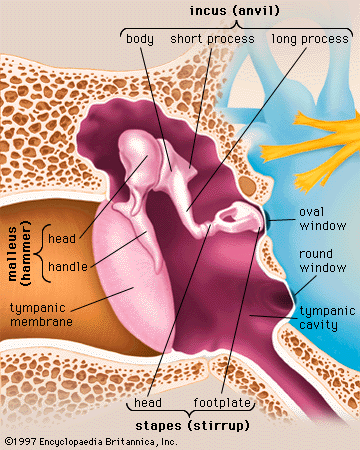 incus (anvil)
body short process long process
oval
window
round
window
malleus
(hammer)
head
handle
tympanic
membrane
tympanic
cavity
head footplate
stapes (stirrup)
©1997 Encyclopaedia Britannica, Inc.